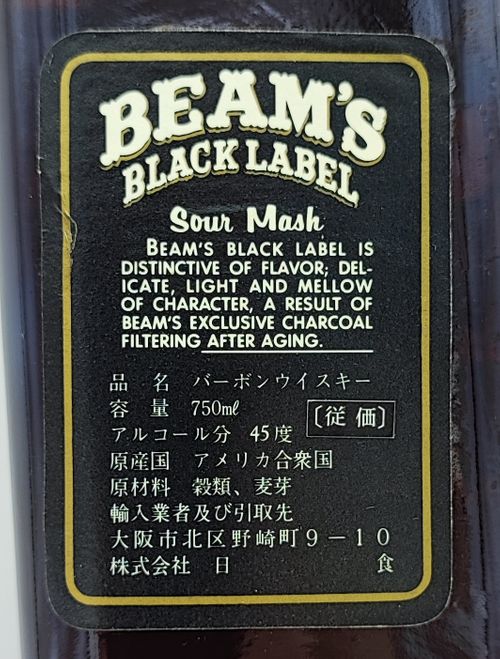 BEAM'S
BLACK LABEL
Sour Mash
BEAM'S BLACK LABEL IS
DISTINCTIVE OF FLAVOR; DEL-
ICATE, LIGHT AND MELLOW
OF CHARACTER, A RESULT OF
BEAM'S EXCLUSIVE CHARCOAL
FILTERING AFTER AGING.
品 名 バーボンウイスキー
容 量 750mℓ
〔従 価〕
アルコール分 45度
原産国 アメリカ合衆国
原材料 穀類、麦芽
輸入業者及び引取先
大阪市北区野崎町9-10
株式会社 日 食